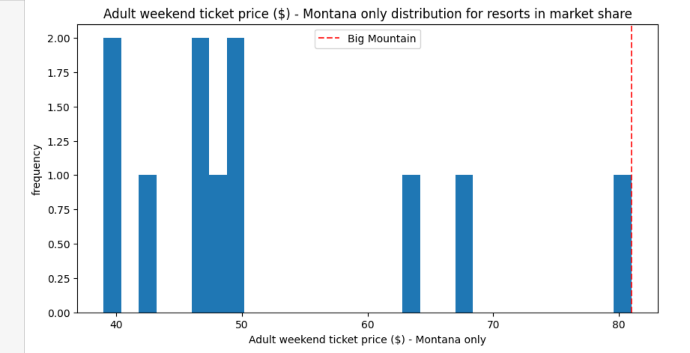 Adult weekend ticket price ($) - Montana only distribution for resorts in market share
Big Mountain
2.00
1.75
1.50
1.25
1.00
0.75
0.50
0.25
0.00
frequency
40 50 60 70 80
Adult weekend ticket price ($) - Montana only